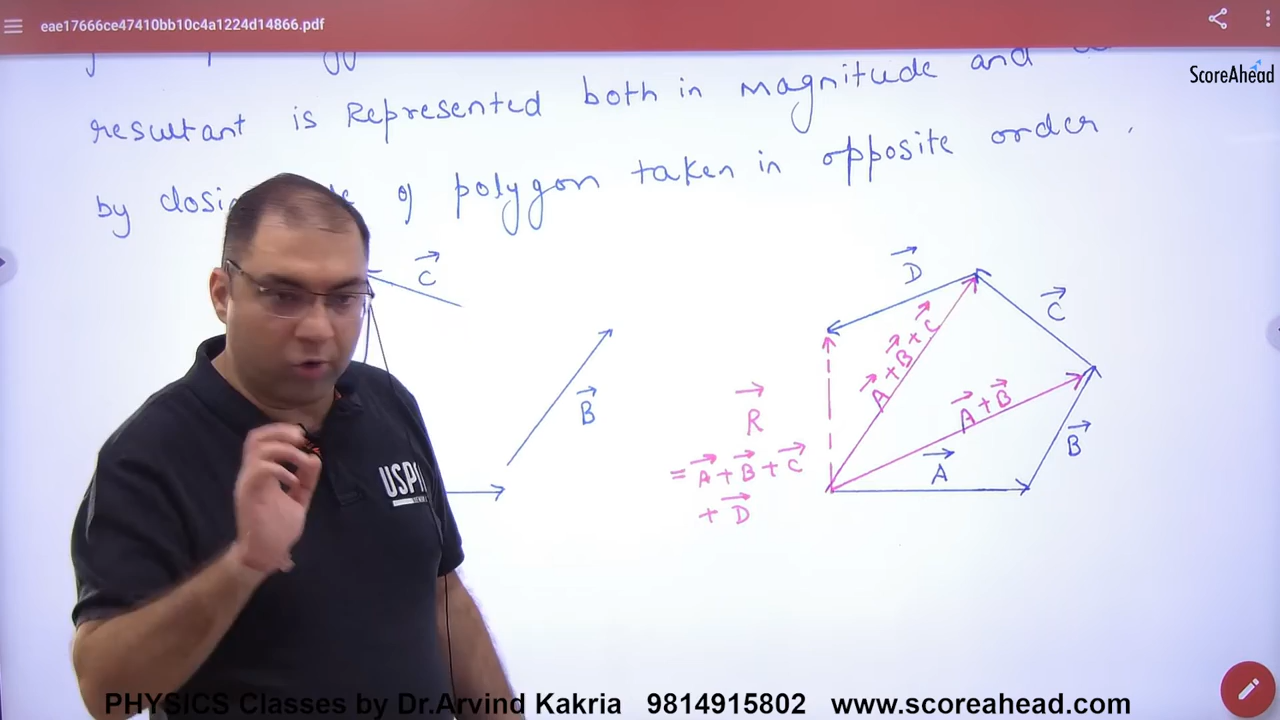 eae17666ce47410bb10c4a1224d14866.pdf
ScoreAhead
resultant is Represented both in magnitude and
by of polygon taken in opposite order.
C
B
D
C
A+B+C
A+B
B
A
R
= A+B+C
+ D
USPA
PHYSICS Classes by Dr.Arvind Kakria 9814915802 www.scoreahead.com